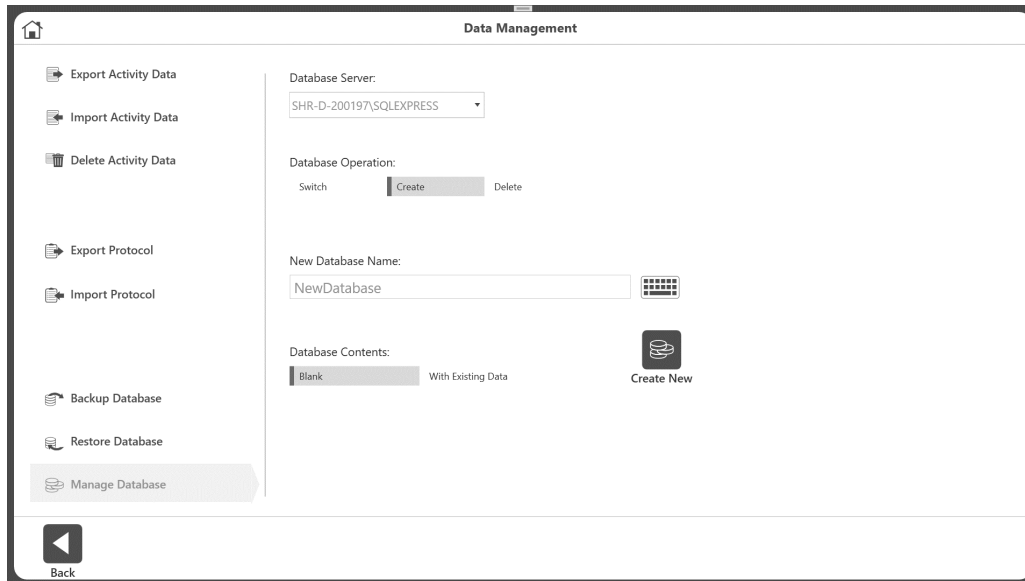 Data Management
Export Activity Data
Import Activity Data
Delete Activity Data
Export Protocol
Import Protocol
Backup Database
Restore Database
Manage Database
Database Server:
SHR-D-200197\SQLEXPRESS
Database Operation:
Switch Create Delete
New Database Name:
NewDatabase
Database Contents:
Blank With Existing Data
Create New
Back